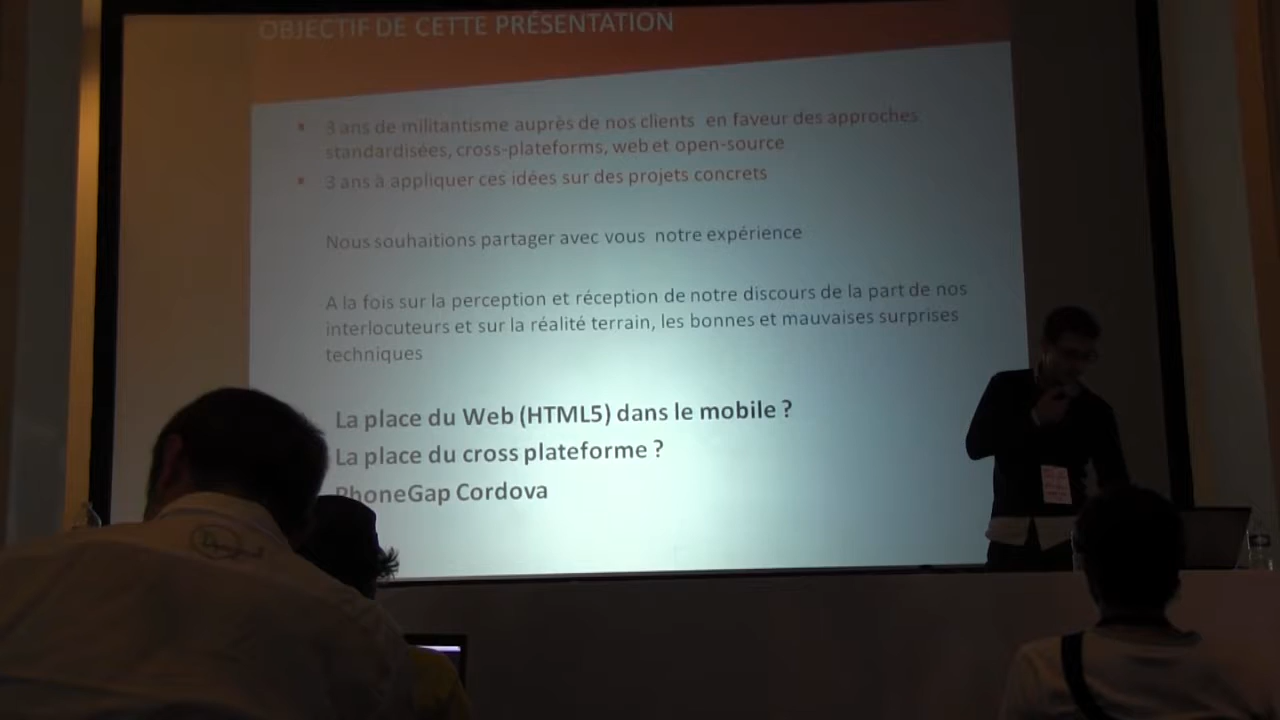 OBJECTIF DE CETTE PRÉSENTATION
3 ans de militantisme auprès de nos clients en faveur des approches
standardisées, cross-plateforms, web et open-source
3 ans à appliquer ces idées sur des projets concrets
Nous souhaitions partager avec vous notre expérience
A la fois sur la perception et réception de notre discours de la part de nos
interlocuteurs et sur la réalité terrain, les bonnes et mauvaises surprises
techniques
La place du Web (HTML5) dans le mobile ?
La place du cross plateforme ?
PhoneGap Cordova